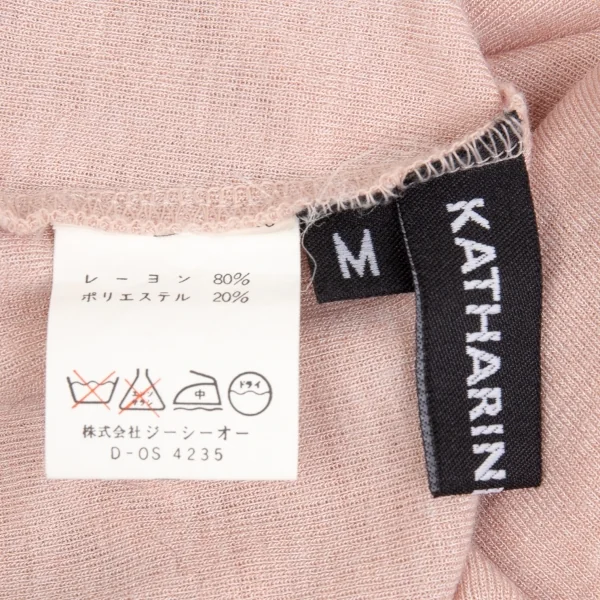 レーヨン 80%
ポリエステル 20%
中
ドライ
株式会社ジーシーオー
D-OS 4235
M
KATHARIN